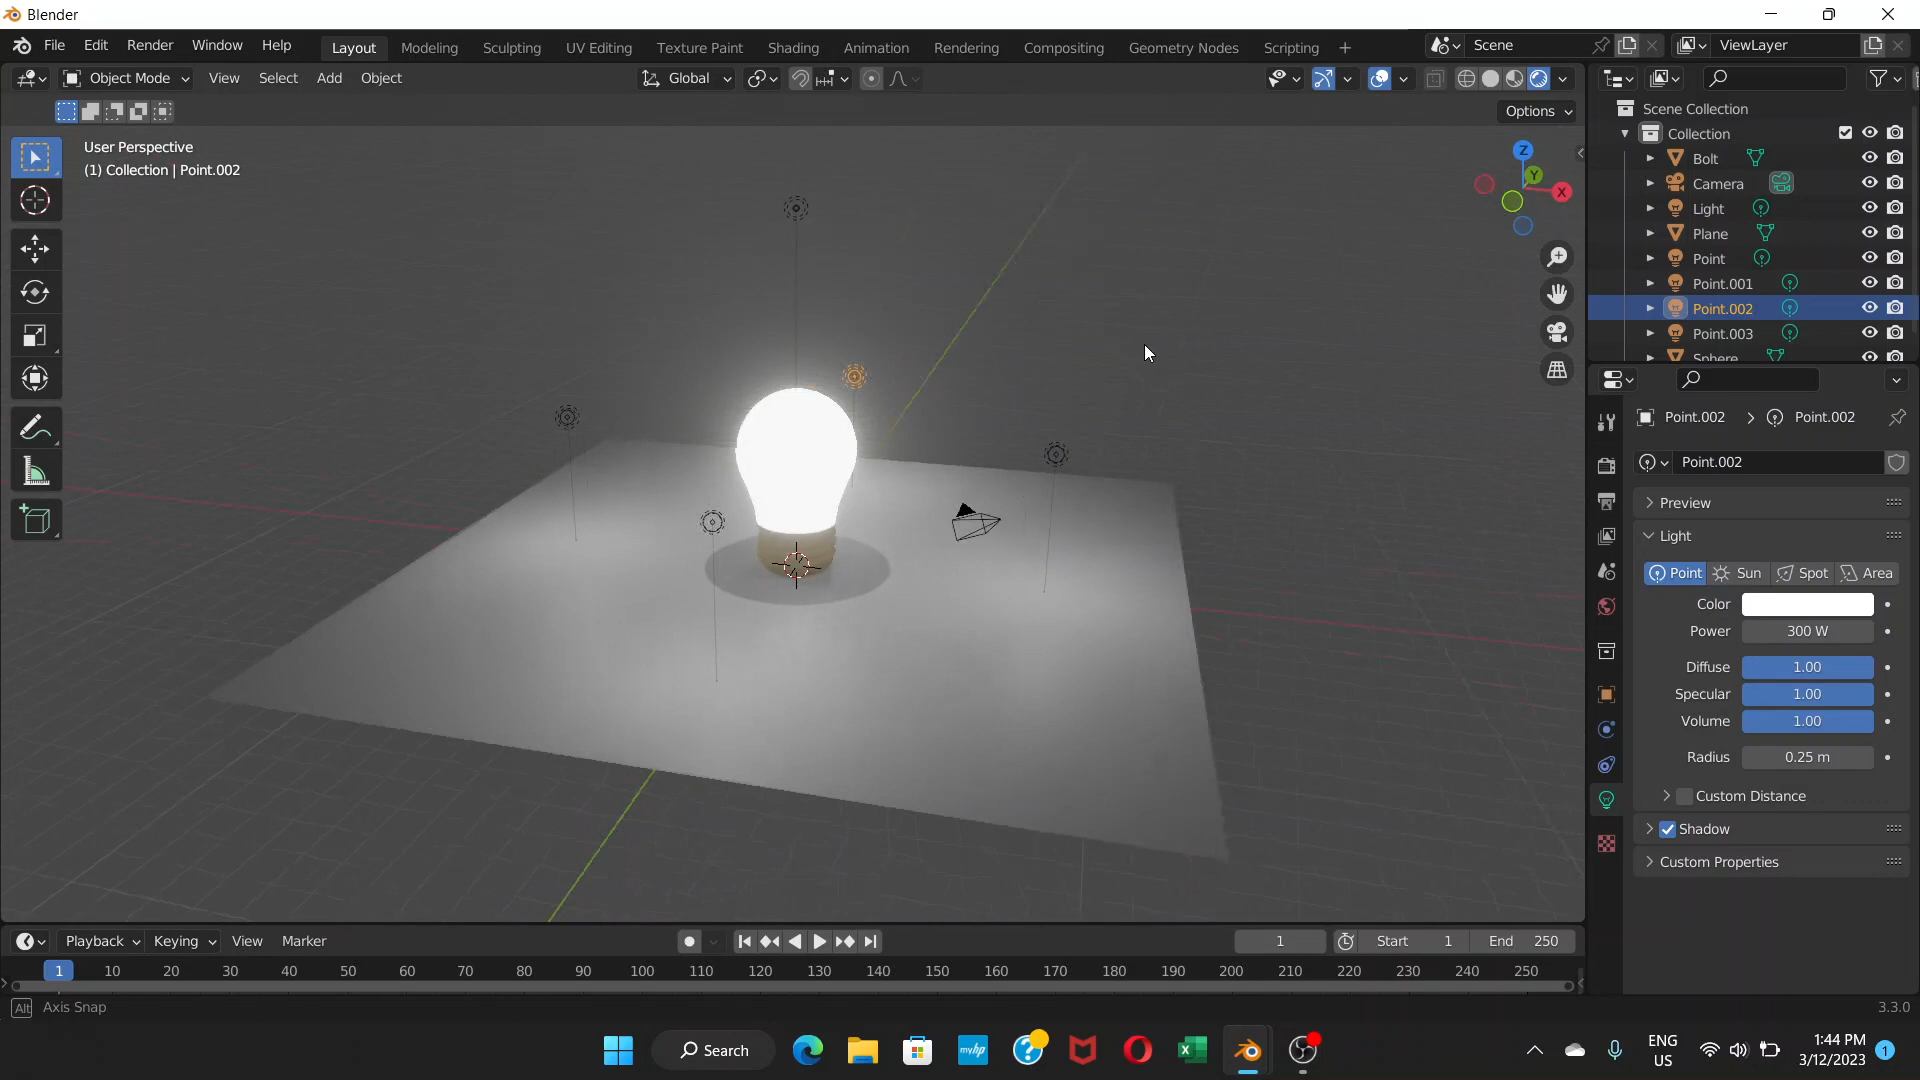 Blender
File Edit Render Window Help Layout Modeling Sculpting UV Editing Texture Paint Shading Animation Rendering Compositing Geometry Nodes Scripting + Scene ViewLayer
Object Mode View Select Add Object Global
Options
User Perspective
(1) Collection | Point.002
Z
Y
X
Scene Collection
Collection
Bolt
Camera
Light
Plane
Point
Point.001
Point.002
Point.003
Sphere
Point.002 > Point.002
Point.002
Preview
Light
Point Sun Spot Area
Color
Power 300 W
Diffuse 1.00
Specular 1.00
Volume 1.00
Radius 0.25 m
Custom Distance
Shadow
Custom Properties
Playback Keying View Marker 1 Start 1 End 250
1 10 20 30 40 50 60 70 80 90 100 110 120 130 140 150 160 170 180 190 200 210 220 230 240 250
Alt Axis Snap 3.3.0
Search
myhp
ENG
US
1:44 PM
3/12/2023
1